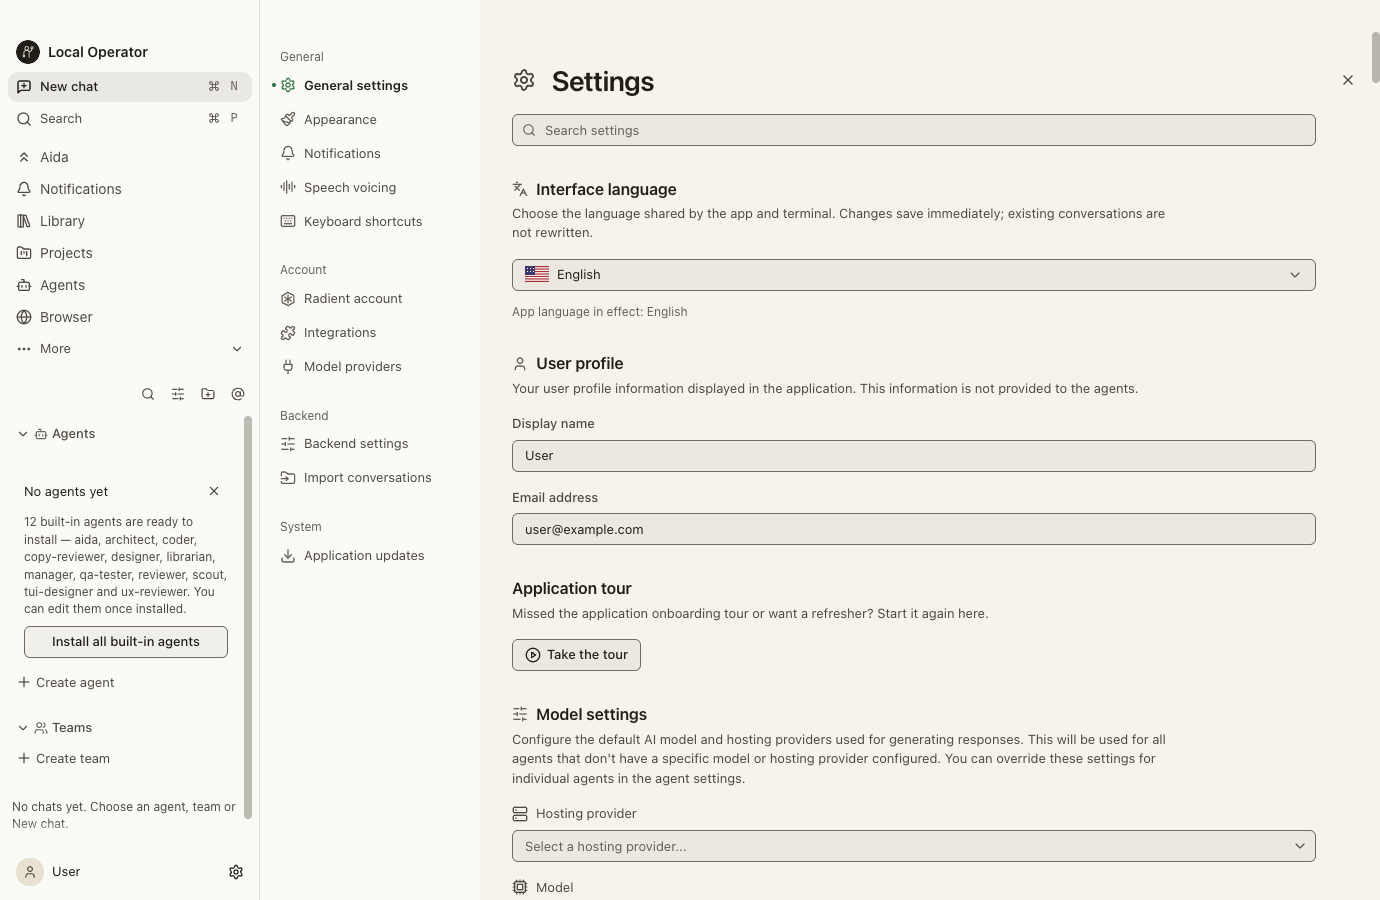 Local Operator
New chat ⌘ N
Search ⌘ P
Aida
Notifications
Library
Projects
Agents
Browser
More
Agents
No agents yet
12 built-in agents are ready to
install — aida, architect, coder,
copy-reviewer, designer, librarian,
manager, qa-tester, reviewer, scout,
tui-designer and ux-reviewer. You
can edit them once installed.
Install all built-in agents
Create agent
Teams
Create team
No chats yet. Choose an agent, team or
New chat.
User
General
General settings
Appearance
Notifications
Speech voicing
Keyboard shortcuts
Account
Radient account
Integrations
Model providers
Backend
Backend settings
Import conversations
System
Application updates
Settings
Search settings
Interface language
Choose the language shared by the app and terminal. Changes save immediately; existing conversations are
not rewritten.
English
App language in effect: English
User profile
Your user profile information displayed in the application. This information is not provided to the agents.
Display name
User
Email address
user@example.com
Application tour
Missed the application onboarding tour or want a refresher? Start it again here.
Take the tour
Model settings
Configure the default AI model and hosting providers used for generating responses. This will be used for all
agents that don't have a specific model or hosting provider configured. You can override these settings for
individual agents in the agent settings.
Hosting provider
Select a hosting provider...
Model